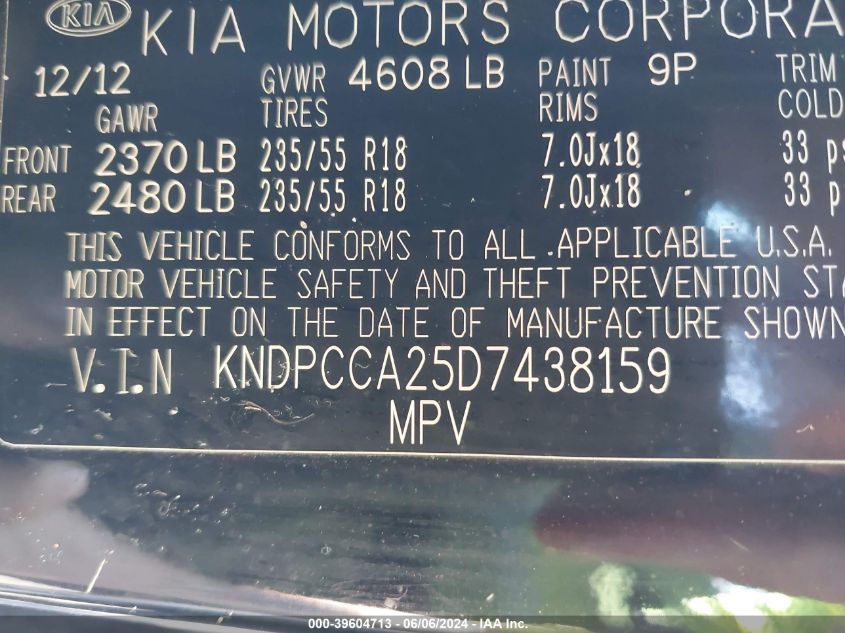 KIA KIA MOTORS CORPORA
12/12 GVWR 4608 LB PAINT 9P TRIM
GAWR TIRES RIMS COLD
FRONT 2370 LB 235/55 R18 7.0Jx18 33 ps
REAR 2480 LB 235/55 R18 7.0Jx18 33 p
THIS VEHICLE CONFORMS TO ALL APPLICABLE U.S.A.
MOTOR VEHICLE SAFETY AND THEFT PREVENTION STA
IN EFFECT ON THE DATE OF MANUFACTURE SHOWN
V.I.N KNDPCCA25D7438159
MPV
000-39604713 - 06/06/2024 - IAA Inc.